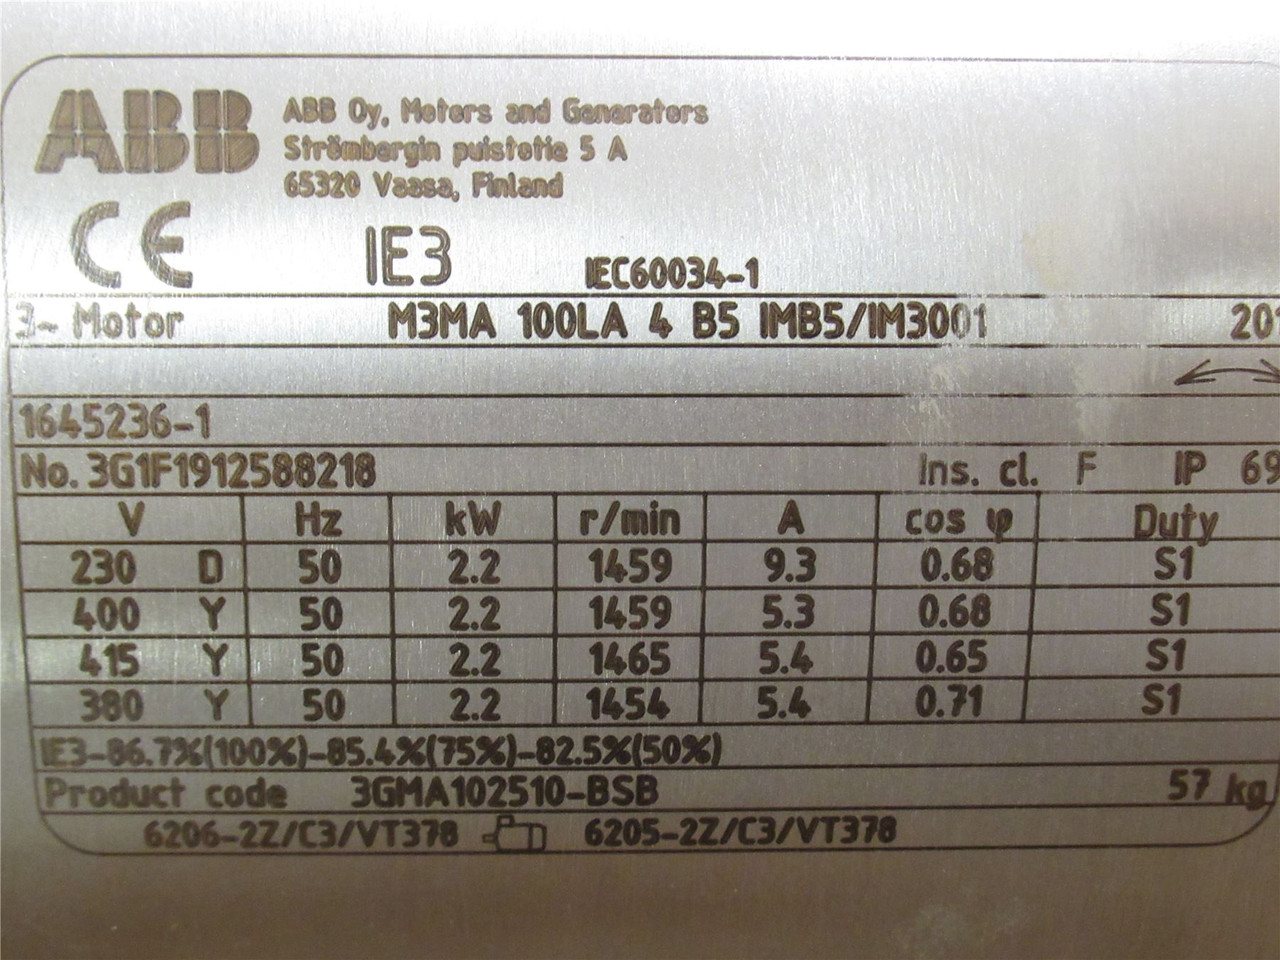 ABB
ABB Oy, Motors and Generators
Strömbergin puistotie 5 A
65320 Vaasa, Finland
CE IE3 IEC60034-1
3~ Motor M3MA 100LA 4 B5 IMB5/IM3001 20
1645236-1
No. 3G1F1912588218 Ins. cl. F IP 69
V Hz kW r/min A cos φ Duty
230 D 50 2.2 1459 9.3 0.68 S1
400 Y 50 2.2 1459 5.3 0.68 S1
415 Y 50 2.2 1465 5.4 0.65 S1
380 Y 50 2.2 1454 5.4 0.71 S1
IE3-86.7%(100%)-85.4%(75%)-82.5%(50%)
Product code 3GMA102510-BSB 57 kg
6206-2Z/C3/VT378 6205-2Z/C3/VT378